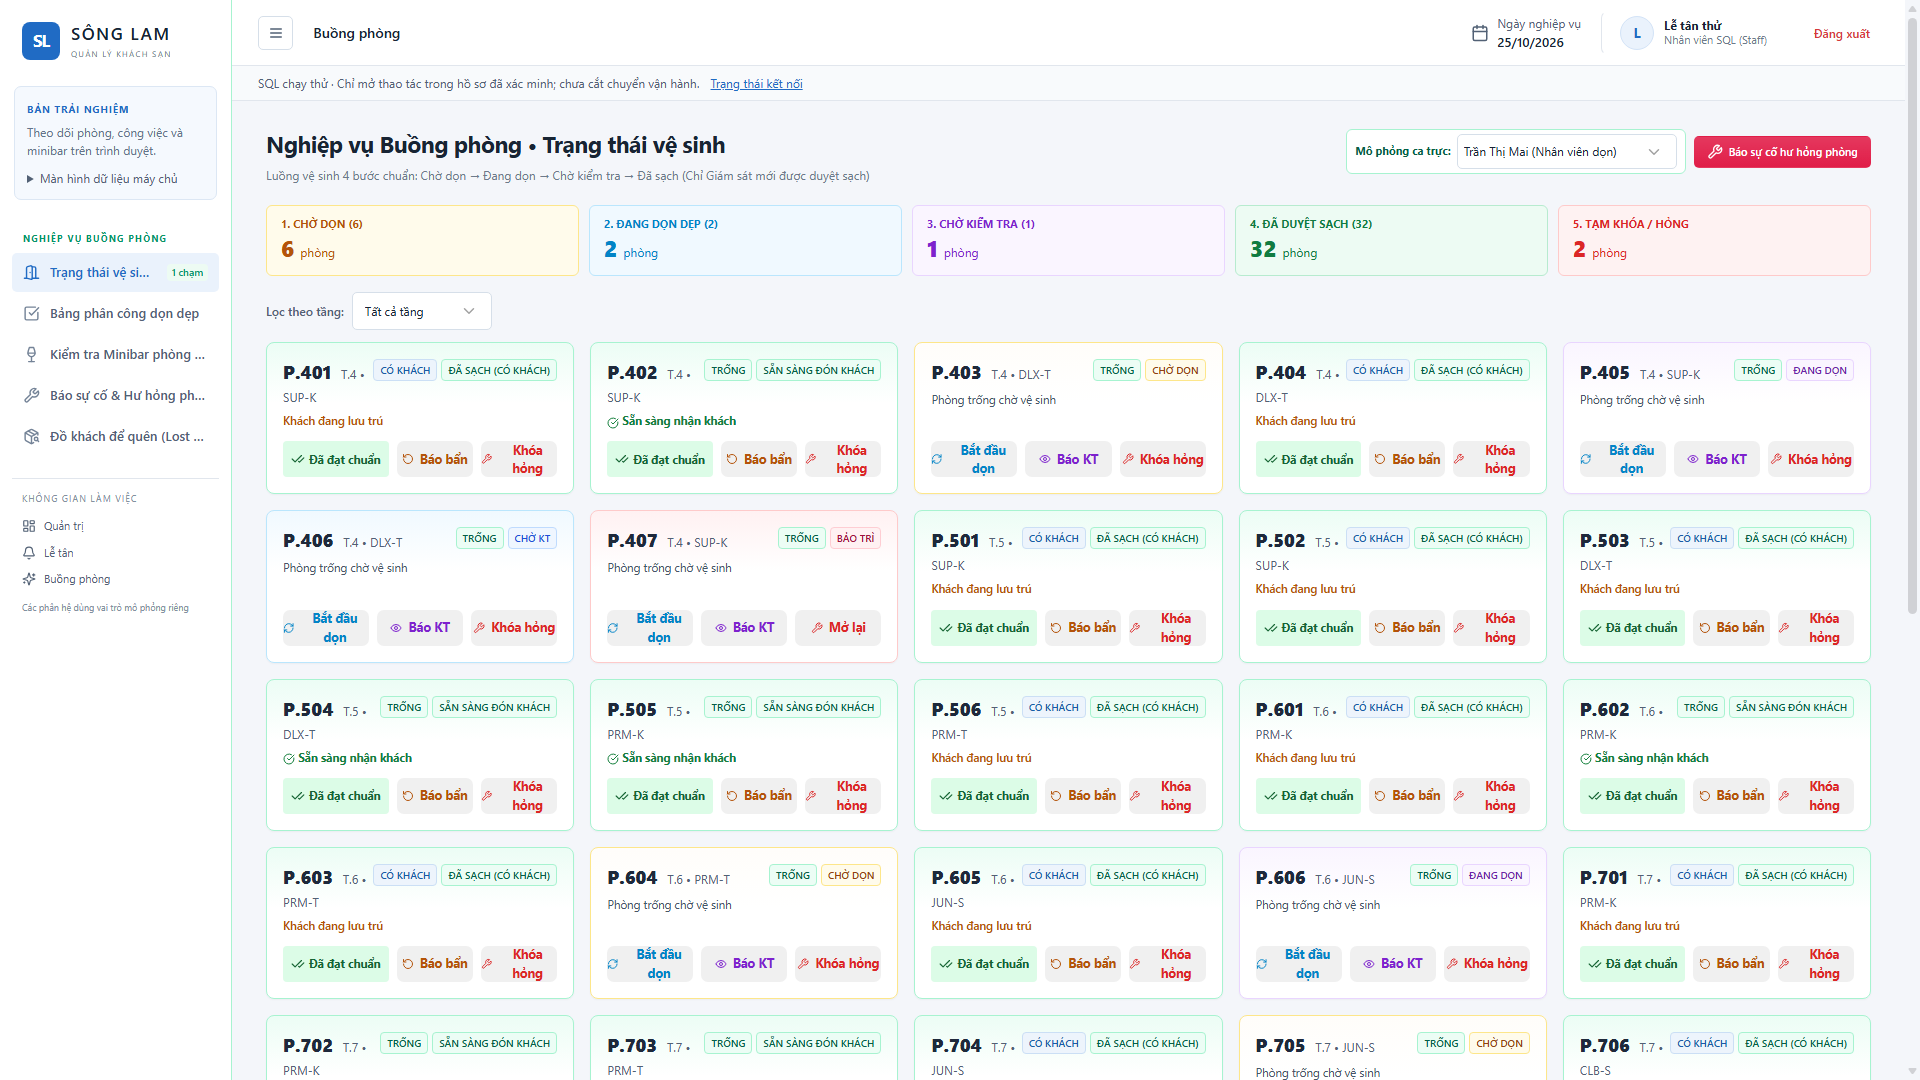 SL SÔNG LAM
QUẢN LÝ KHÁCH SẠN
BẢN TRẢI NGHIỆM
Theo dõi phòng, công việc và
minibar trên trình duyệt.
Màn hình dữ liệu máy chủ
NGHIỆP VỤ BUỒNG PHÒNG
Trạng thái vệ si... 1 chạm
Bảng phân công dọn dẹp
Kiểm tra Minibar phòng ...
Báo sự cố & Hư hỏng ph...
Đồ khách để quên (Lost ...
KHÔNG GIAN LÀM VIỆC
Quản trị
Lễ tân
Buồng phòng
Các phân hệ dùng vai trò mô phỏng riêng
Buồng phòng
Ngày nghiệp vụ
25/10/2026
L
Lễ tân thử
Nhân viên SQL (Staff)
Đăng xuất
SQL chạy thử · Chỉ mở thao tác trong hồ sơ đã xác minh; chưa cắt chuyển vận hành. Trạng thái kết nối
Nghiệp vụ Buồng phòng • Trạng thái vệ sinh
Luồng vệ sinh 4 bước chuẩn: Chờ dọn → Đang dọn → Chờ kiểm tra → Đã sạch (Chỉ Giám sát mới được duyệt sạch)
Mô phỏng ca trực: Trần Thị Mai (Nhân viên dọn)
Báo sự cố hư hỏng phòng
1. CHỜ DỌN (6)
6 phòng
2. ĐANG DỌN DẸP (2)
2 phòng
3. CHỜ KIỂM TRA (1)
1 phòng
4. ĐÃ DUYỆT SẠCH (32)
32 phòng
5. TẠM KHÓA / HỎNG
2 phòng
Lọc theo tầng: Tất cả tầng
P.401 T.4 • CÓ KHÁCH ĐÃ SẠCH (CÓ KHÁCH)
SUP-K
Khách đang lưu trú
Đã đạt chuẩn Báo bẩn Khóa hỏng
P.402 T.4 • TRỐNG SẴN SÀNG ĐÓN KHÁCH
SUP-K
Sẵn sàng nhận khách
Đã đạt chuẩn Báo bẩn Khóa hỏng
P.403 T.4 • DLX-T TRỐNG CHỜ DỌN
Phòng trống chờ vệ sinh
Bắt đầu dọn Báo KT Khóa hỏng
P.404 T.4 • CÓ KHÁCH ĐÃ SẠCH (CÓ KHÁCH)
DLX-T
Khách đang lưu trú
Đã đạt chuẩn Báo bẩn Khóa hỏng
P.405 T.4 • SUP-K TRỐNG ĐANG DỌN
Phòng trống chờ vệ sinh
Bắt đầu dọn Báo KT Khóa hỏng
P.406 T.4 • DLX-T TRỐNG CHỜ KT
Phòng trống chờ vệ sinh
Bắt đầu dọn Báo KT Khóa hỏng
P.407 T.4 • SUP-K TRỐNG BẢO TRÌ
Phòng trống chờ vệ sinh
Bắt đầu dọn Báo KT Mở lại
P.501 T.5 • CÓ KHÁCH ĐÃ SẠCH (CÓ KHÁCH)
SUP-K
Khách đang lưu trú
Đã đạt chuẩn Báo bẩn Khóa hỏng
P.502 T.5 • CÓ KHÁCH ĐÃ SẠCH (CÓ KHÁCH)
SUP-K
Khách đang lưu trú
Đã đạt chuẩn Báo bẩn Khóa hỏng
P.503 T.5 • CÓ KHÁCH ĐÃ SẠCH (CÓ KHÁCH)
DLX-T
Khách đang lưu trú
Đã đạt chuẩn Báo bẩn Khóa hỏng
P.504 T.5 • TRỐNG SẴN SÀNG ĐÓN KHÁCH
DLX-T
Sẵn sàng nhận khách
Đã đạt chuẩn Báo bẩn Khóa hỏng
P.505 T.5 • TRỐNG SẴN SÀNG ĐÓN KHÁCH
PRM-K
Sẵn sàng nhận khách
Đã đạt chuẩn Báo bẩn Khóa hỏng
P.506 T.5 • CÓ KHÁCH ĐÃ SẠCH (CÓ KHÁCH)
PRM-T
Khách đang lưu trú
Đã đạt chuẩn Báo bẩn Khóa hỏng
P.601 T.6 • CÓ KHÁCH ĐÃ SẠCH (CÓ KHÁCH)
PRM-K
Khách đang lưu trú
Đã đạt chuẩn Báo bẩn Khóa hỏng
P.602 T.6 • TRỐNG SẴN SÀNG ĐÓN KHÁCH
PRM-K
Sẵn sàng nhận khách
Đã đạt chuẩn Báo bẩn Khóa hỏng
P.603 T.6 • CÓ KHÁCH ĐÃ SẠCH (CÓ KHÁCH)
PRM-T
Khách đang lưu trú
Đã đạt chuẩn Báo bẩn Khóa hỏng
P.604 T.6 • PRM-T TRỐNG CHỜ DỌN
Phòng trống chờ vệ sinh
Bắt đầu dọn Báo KT Khóa hỏng
P.605 T.6 • CÓ KHÁCH ĐÃ SẠCH (CÓ KHÁCH)
JUN-S
Khách đang lưu trú
Đã đạt chuẩn Báo bẩn Khóa hỏng
P.606 T.6 • JUN-S TRỐNG ĐANG DỌN
Phòng trống chờ vệ sinh
Bắt đầu dọn Báo KT Khóa hỏng
P.701 T.7 • CÓ KHÁCH ĐÃ SẠCH (CÓ KHÁCH)
PRM-K
Khách đang lưu trú
Đã đạt chuẩn Báo bẩn Khóa hỏng
P.702 T.7 • TRỐNG SẴN SÀNG ĐÓN KHÁCH
PRM-K
P.703 T.7 • TRỐNG SẴN SÀNG ĐÓN KHÁCH
PRM-T
P.704 T.7 • CÓ KHÁCH ĐÃ SẠCH (CÓ KHÁCH)
JUN-S
P.705 T.7 • JUN-S TRỐNG CHỜ DỌN
Phòng trống chờ vệ sinh
P.706 T.7 • CÓ KHÁCH ĐÃ SẠCH (CÓ KHÁCH)
CLB-S